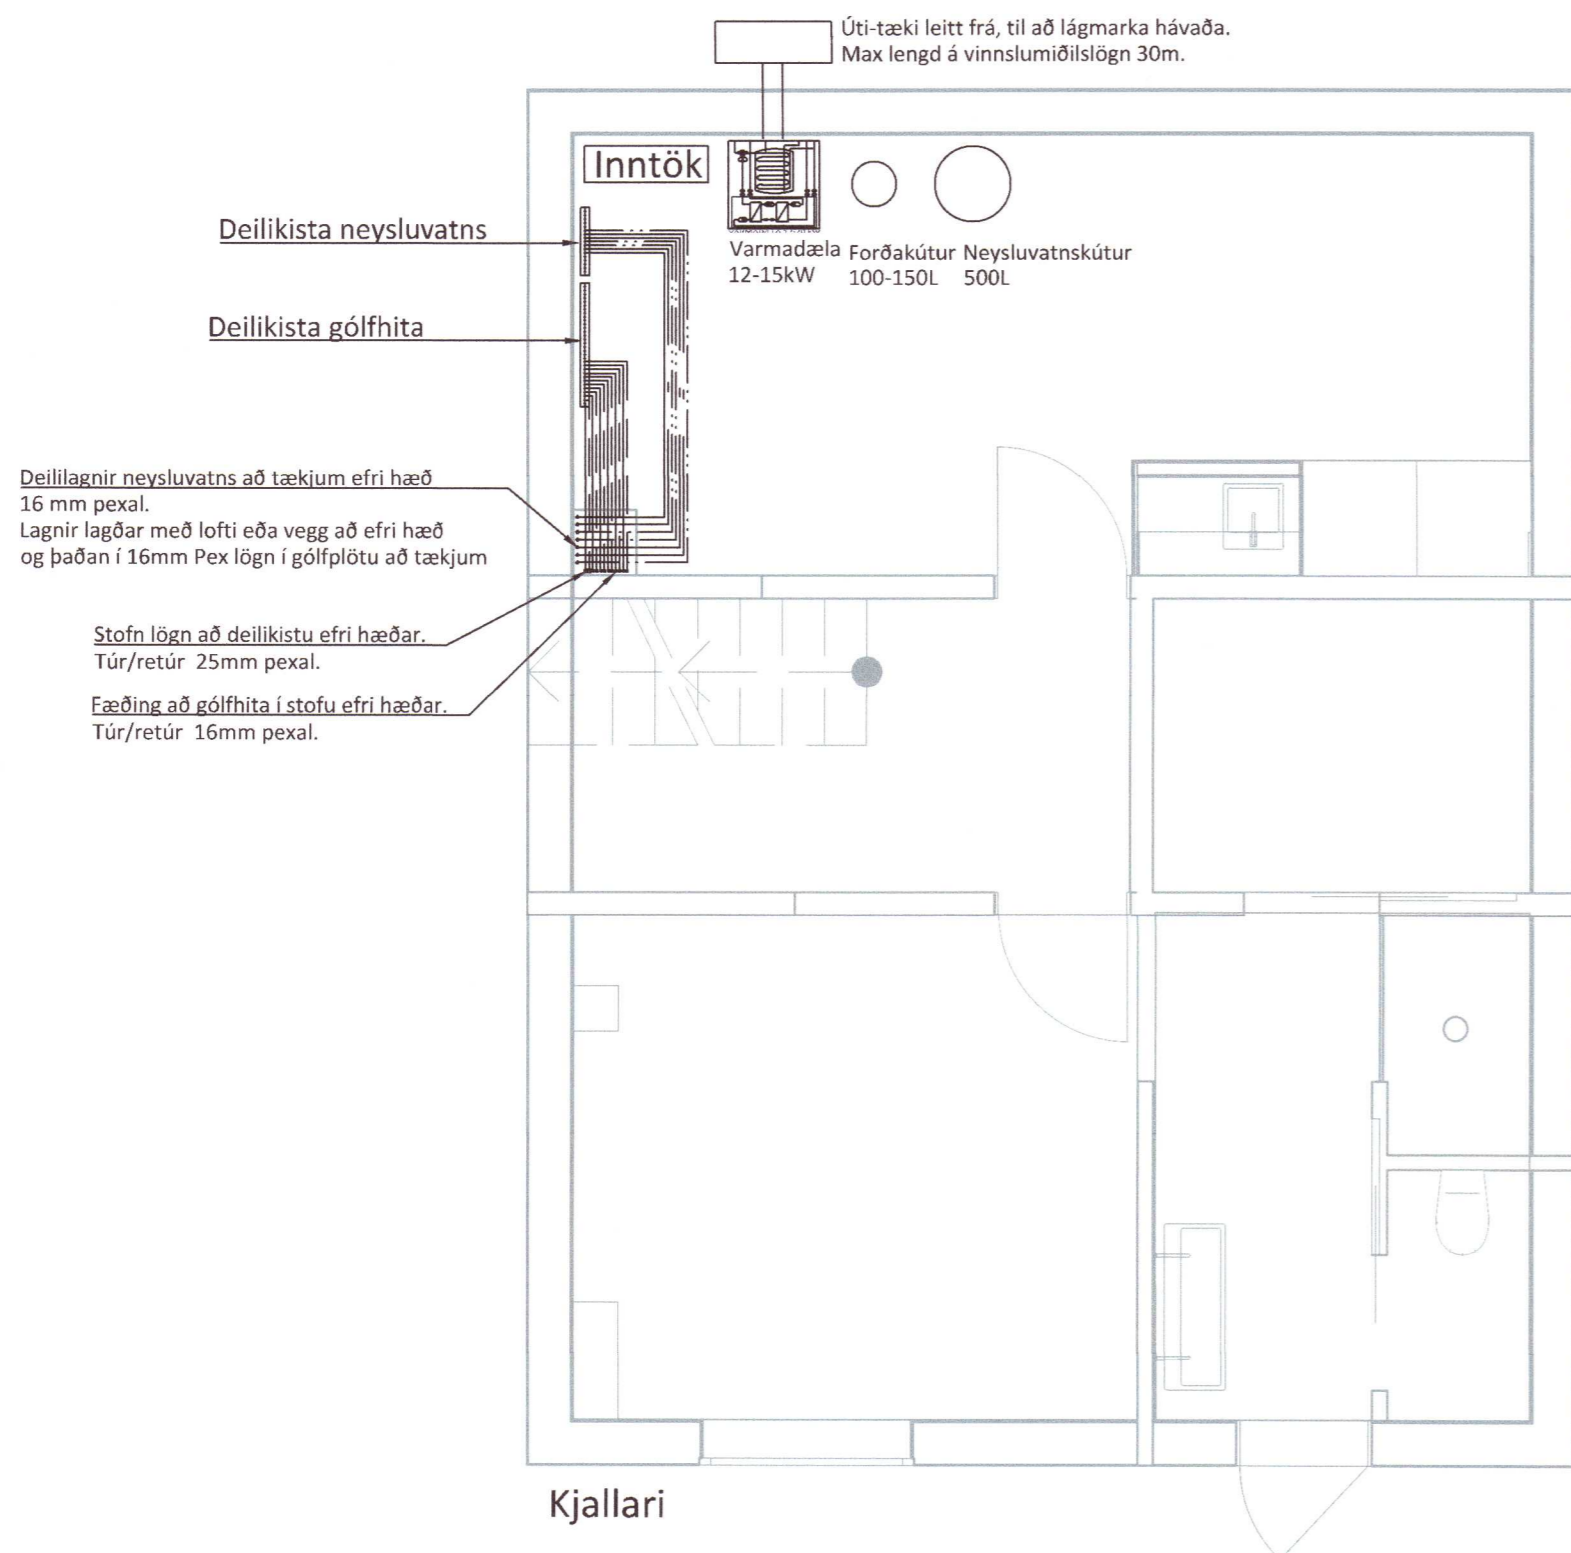 Úti-tæki leitt frá, til að lágmarka hávaða.
Max lengd á vinnslumiðilslögn 30m.
Inntök
Deilikista neysluvatns
Varmadæla
12-15kW
Forðakútur
100-150L
Neysluvatnskútur
500L
Deilikista gólfhita
Deililagnir neysluvatns að tækjum efri hæð
16 mm pexal.
Lagnir lagðar með lofti eða vegg að efri hæð
og þaðan í 16mm Pex lögn í gólfplötu að tækjum
Stofn lögn að deilikistu efri hæðar.
Túr/retúr 25mm pexal.
Fæðing að gólfhita í stofu efri hæðar.
Túr/retúr 16mm pexal.
Kjallari